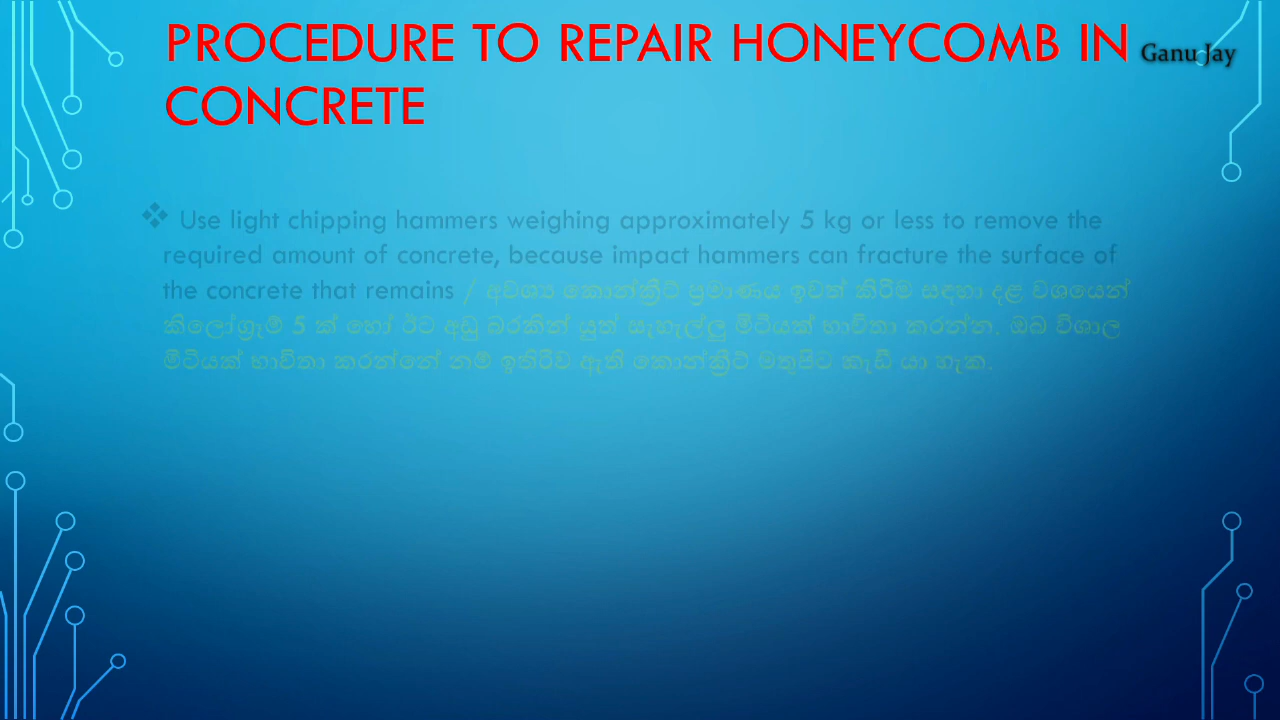 PROCEDURE TO REPAIR HONEYCOMB IN
CONCRETE
Ganu Jay
❖ Use light chipping hammers weighing approximately 5 kg or less to remove the
required amount of concrete, because impact hammers can fracture the surface of
the concrete that remains / අවශ්‍ය කොන්ක්‍රීට් ප්‍රමාණය ඉවත් කිරීම සඳහා දළ වශයෙන්
කිලෝග්‍රෑම් 5 ක් හෝ ඊට අඩු බරකින් යුත් සැහැල්ලු මිටියක් භාවිතා කරන්න. ඔබ විශාල
මිටියක් භාවිතා කරන්නේ නම් ඉතිරිව ඇති කොන්ක්‍රීට් මතුපිට කැඩී යා හැක.